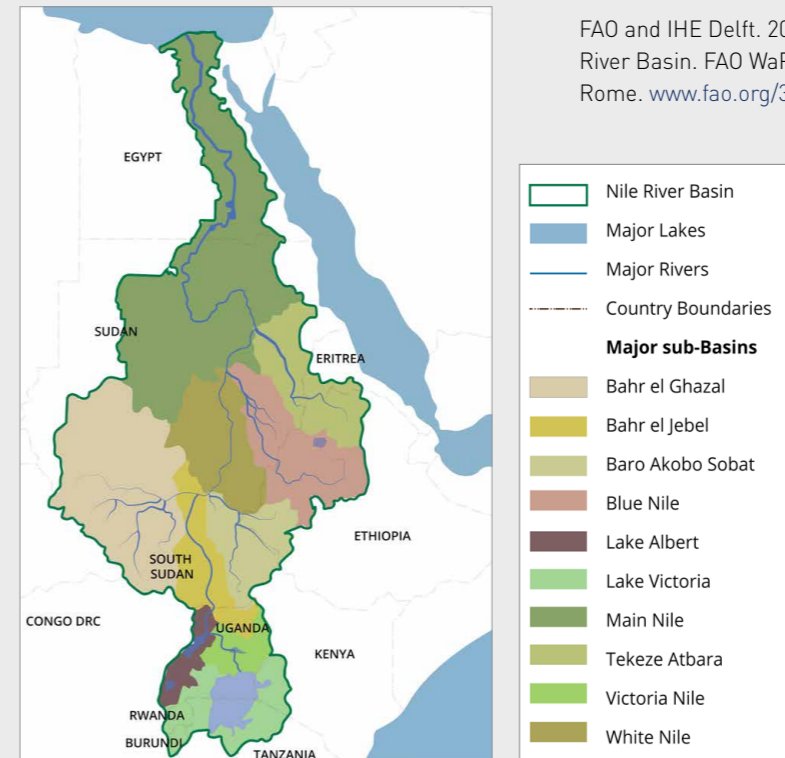 FAO and IHE Delft. 20
River Basin. FAO WaP
Rome. www.fao.org/3
EGYPT
SUDAN
ERITREA
ETHIOPIA
SOUTH
SUDAN
CONGO DRC
UGANDA
KENYA
RWANDA
BURUNDI
TANZANIA
Nile River Basin
Major Lakes
Major Rivers
Country Boundaries
Major sub-Basins
Bahr el Ghazal
Bahr el Jebel
Baro Akobo Sobat
Blue Nile
Lake Albert
Lake Victoria
Main Nile
Tekeze Atbara
Victoria Nile
White Nile